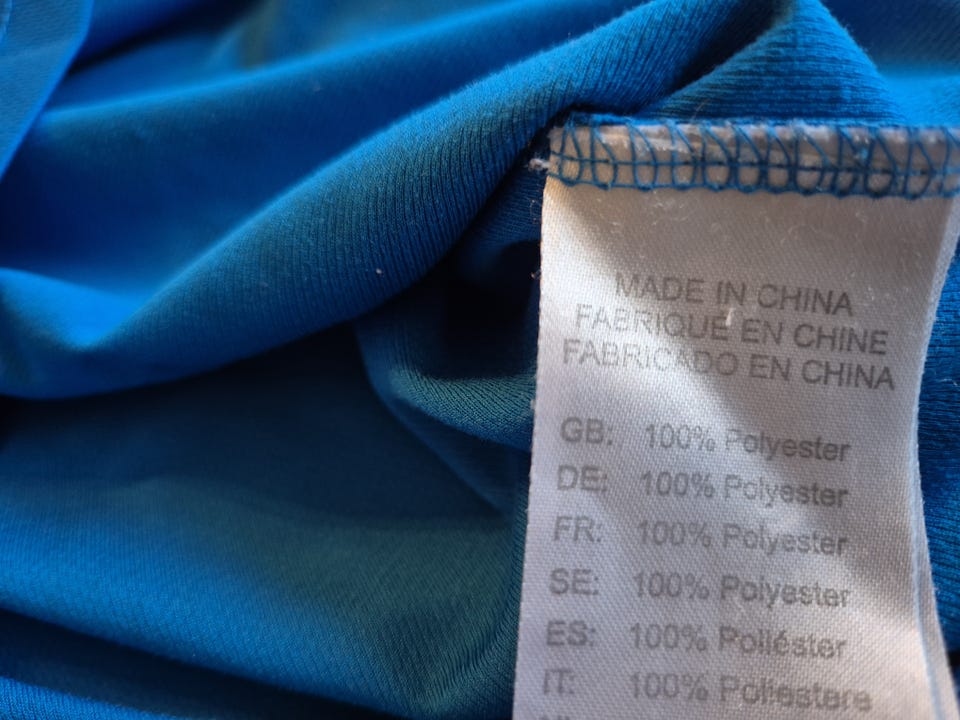 MADE IN CHINA
FABRIQUE EN CHINE
FABRICADO EN CHINA
GB: 100% Polyester
DE: 100% Polyester
FR: 100% Polyester
SE: 100% Polyester
ES: 100% Poliéster
IT: 100% Poliestere